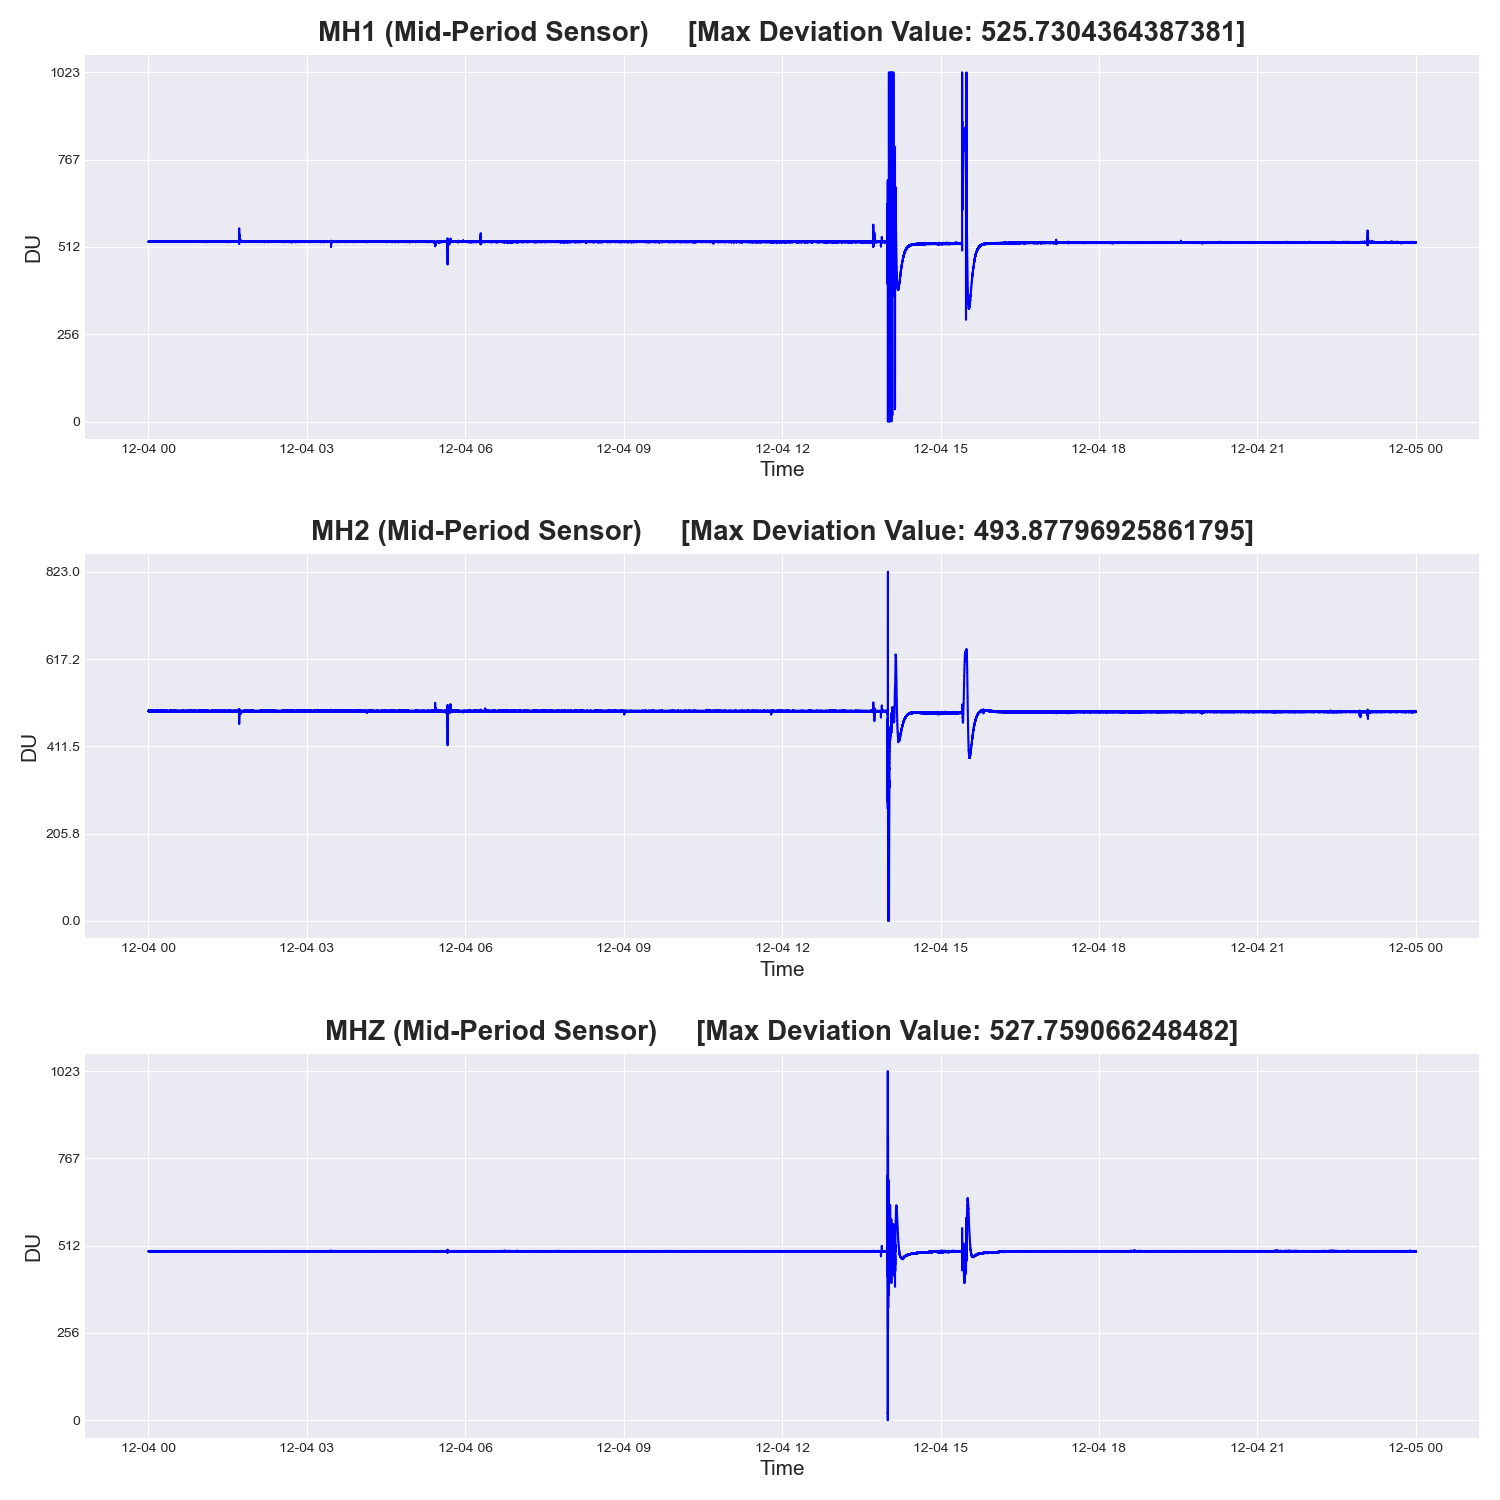 MH1 (Mid-Period Sensor) [Max Deviation Value: 525.7304364387381]
1023
767
512
256
0
DU
12-04 00 12-04 03 12-04 06 12-04 09 12-04 12 12-04 15 12-04 18 12-04 21 12-05 00
Time
MH2 (Mid-Period Sensor) [Max Deviation Value: 493.87796925861795]
823.0
617.2
411.5
205.8
0.0
DU
12-04 00 12-04 03 12-04 06 12-04 09 12-04 12 12-04 15 12-04 18 12-04 21 12-05 00
Time
MHZ (Mid-Period Sensor) [Max Deviation Value: 527.759066248482]
1023
767
512
256
0
DU
12-04 00 12-04 03 12-04 06 12-04 09 12-04 12 12-04 15 12-04 18 12-04 21 12-05 00
Time